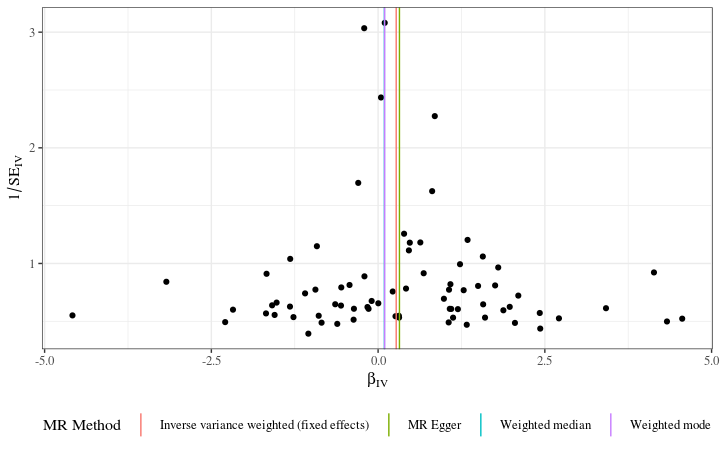 3
2
1
1/SE_IV
-5.0 -2.5 0.0 2.5 5.0
β_IV
MR Method Inverse variance weighted (fixed effects) MR Egger Weighted median Weighted mode